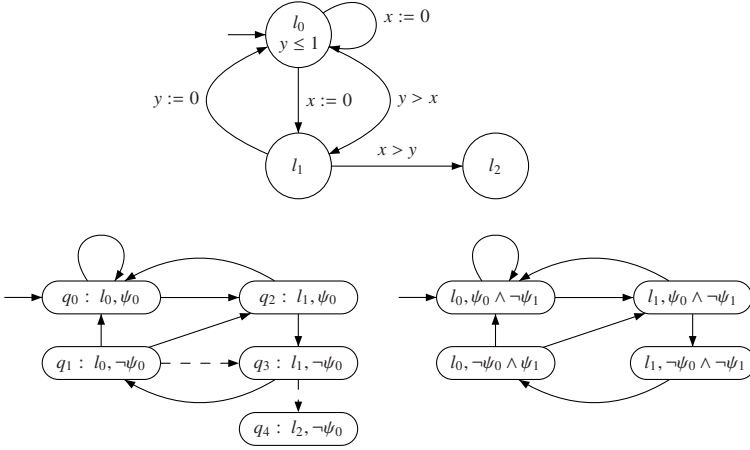 l₀
y ≤ 1
x := 0
y := 0
x := 0
y > x
l₁
x > y
l₂
q₀ : l₀, ψ₀
q₂ : l₁, ψ₀
q₁ : l₀, ¬ψ₀
q₃ : l₁, ¬ψ₀
q₄ : l₂, ¬ψ₀
l₀, ψ₀ ∧ ¬ψ₁
l₁, ψ₀ ∧ ¬ψ₁
l₀, ¬ψ₀ ∧ ψ₁
l₁, ¬ψ₀ ∧ ¬ψ₁